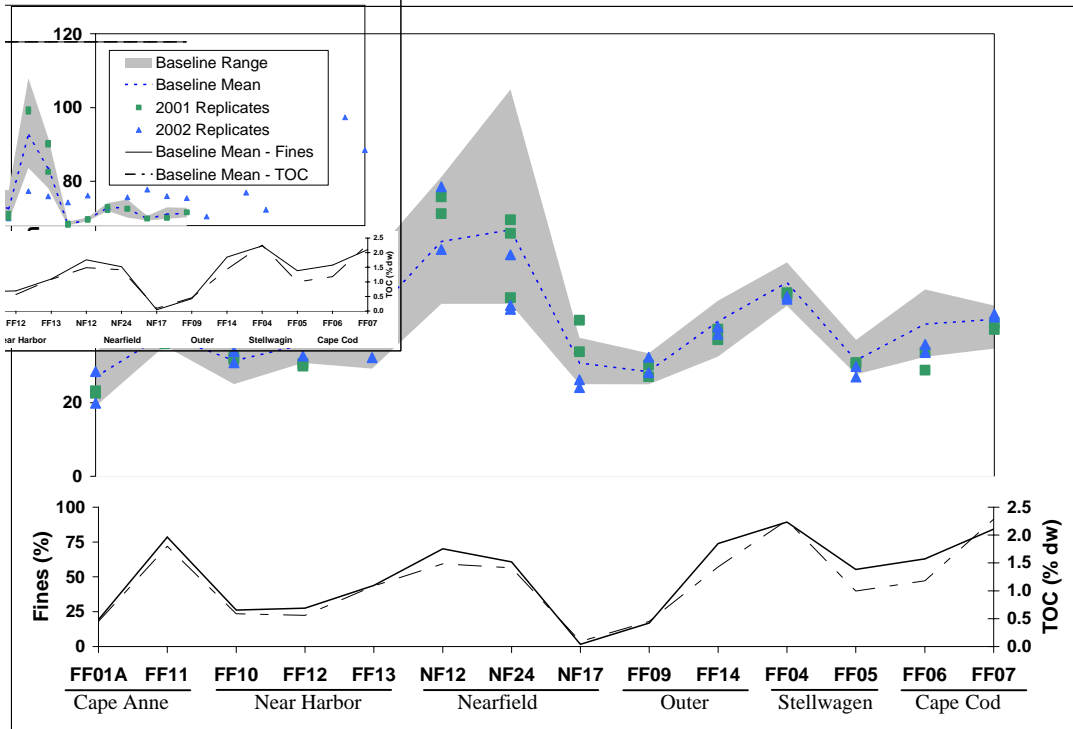 120
100
80
20
0
Baseline Range
Baseline Mean
2001 Replicates
2002 Replicates
Baseline Mean - Fines
Baseline Mean - TOC
2.5
2.0
1.5
1.0
0.5
0.0
TOC (% dw)
FF12 FF13 NF12 NF24 NF17 FF09 FF14 FF04 FF05 FF06 FF07
ar Harbor Nearfield Outer Stellwagin Cape Cod
Fines (%)
100
75
50
25
0
2.5
2.0
1.5
1.0
0.5
0.0
TOC (% dw)
FF01A FF11 FF10 FF12 FF13 NF12 NF24 NF17 FF09 FF14 FF04 FF05 FF06 FF07
Cape Anne Near Harbor Nearfield Outer Stellwagen Cape Cod